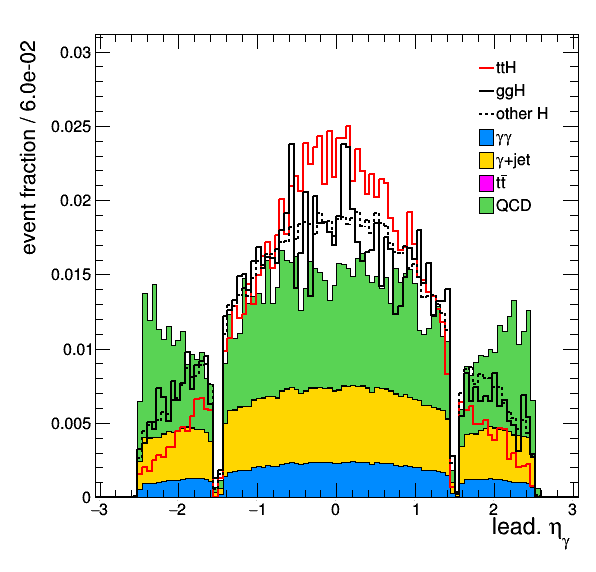 event fraction / 6.0e-02
0.03
0.025
0.02
0.015
0.01
0.005
0
−3 −2 −1 0 1 2 3
lead. ηγ
ttH
ggH
other H
γγ
γ+jet
tt̄
QCD